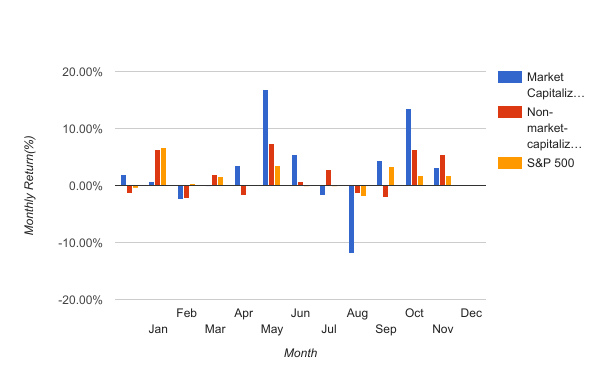 20.00%
10.00%
0.00%
-10.00%
-20.00%
Monthly Return(%)
Feb Apr Jun Aug Oct Dec
Jan Mar May Jul Sep Nov
Month
Market
Capitaliz…
Non-
market-
capitaliz…
S&P 500